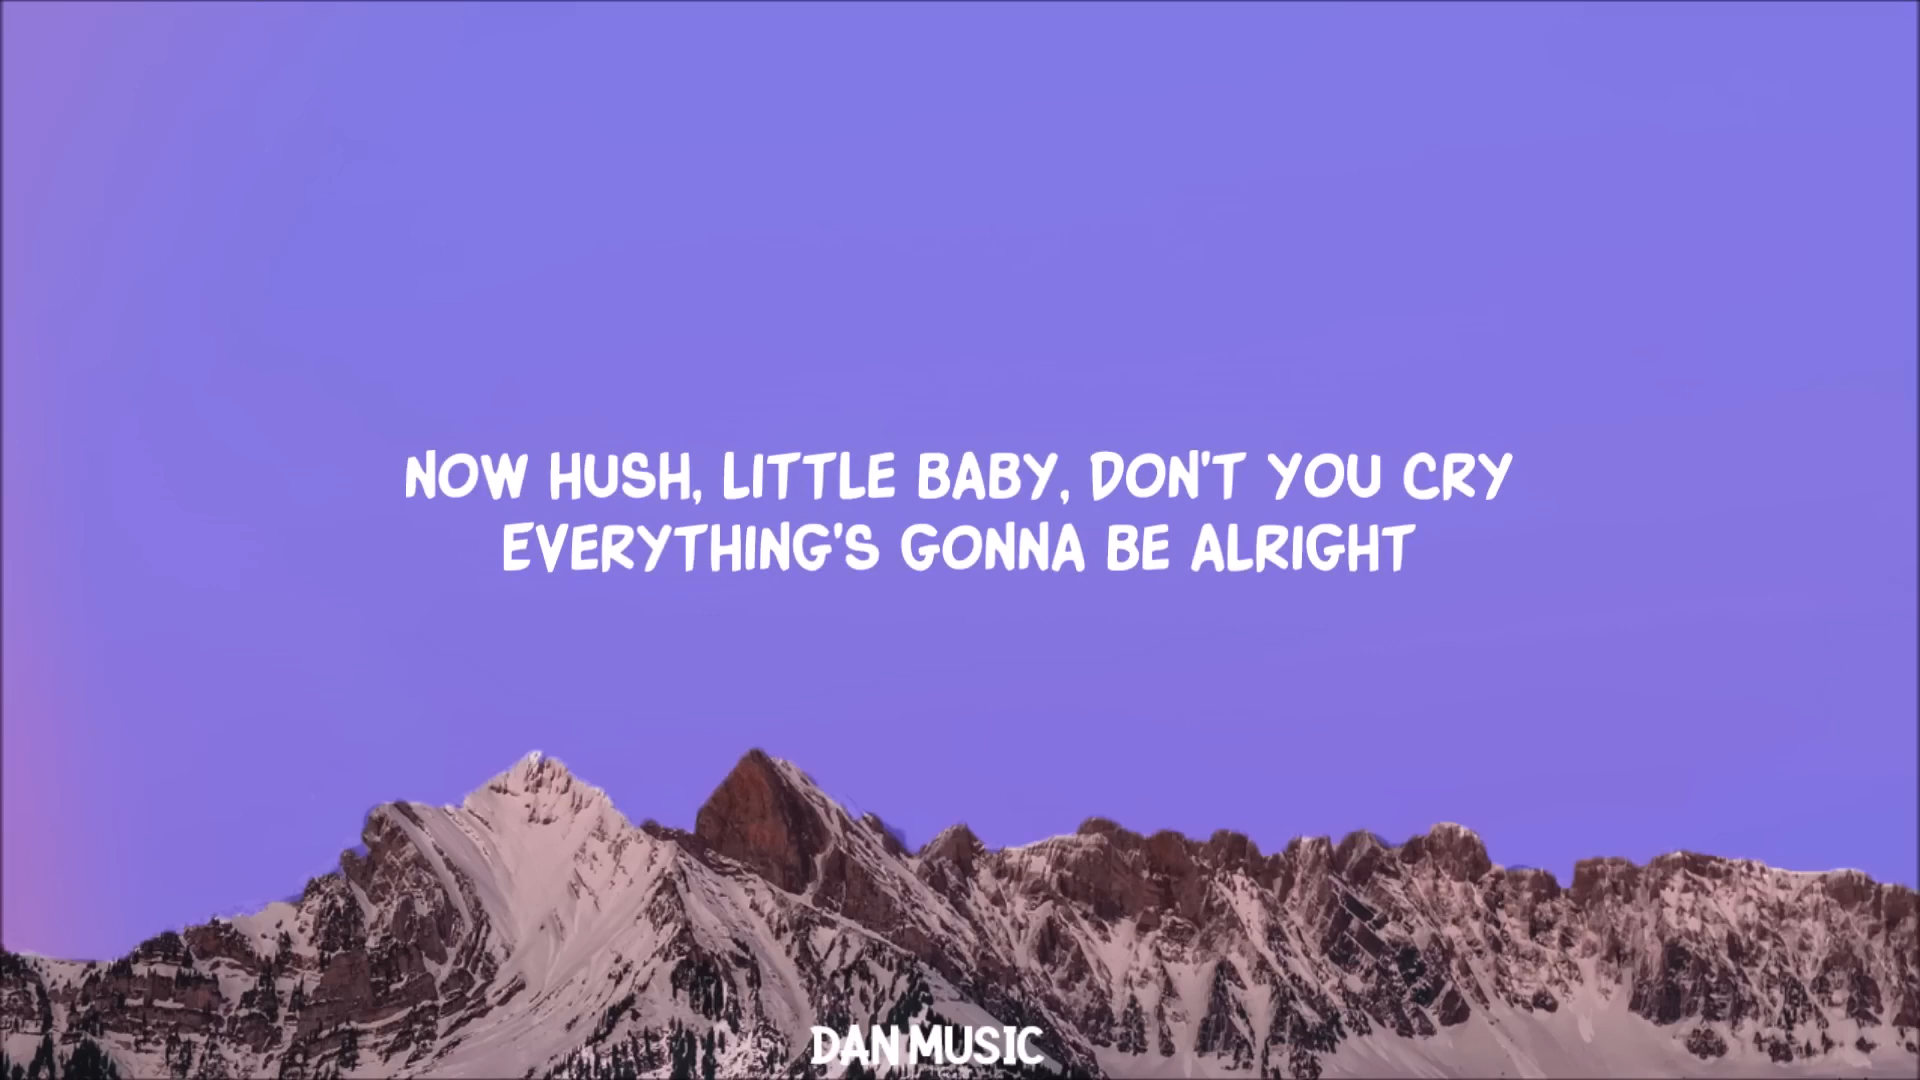 NOW HUSH, LITTLE BABY, DON'T YOU CRY
EVERYTHING'S GONNA BE ALRIGHT
DAN MUSIC